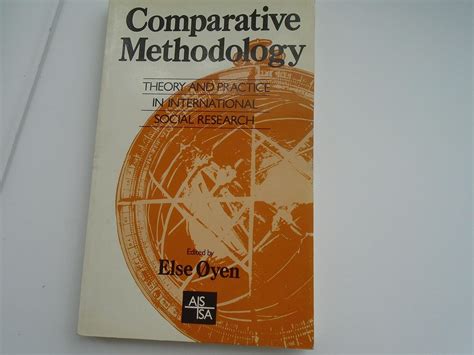 Comparative
Methodology
THEORY AND PRACTICE
IN INTERNATIONAL
SOCIAL RESEARCH
Edited by
Else Øyen
AIS
ISA